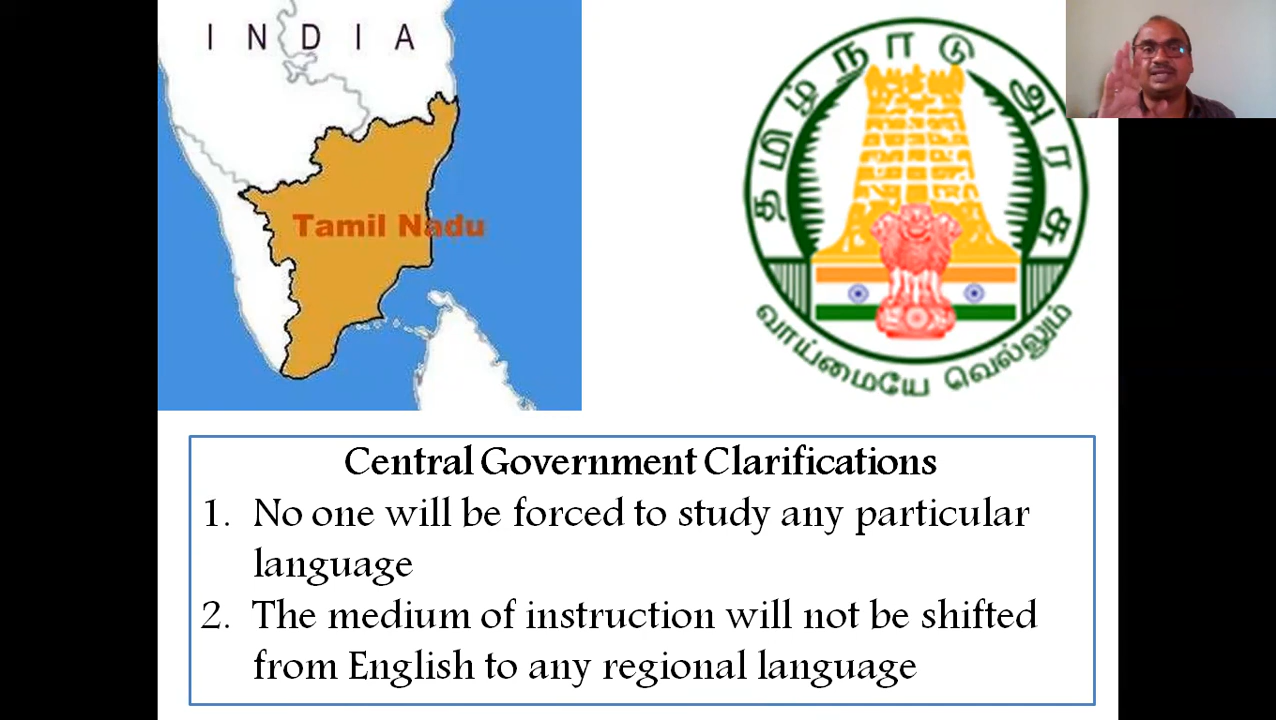 INDIA
Tamil Nadu
தமிழ்நாடு அரசு
வாய்மையே வெல்லும்
Central Government Clarifications
1. No one will be forced to study any particular
language
2. The medium of instruction will not be shifted
from English to any regional language